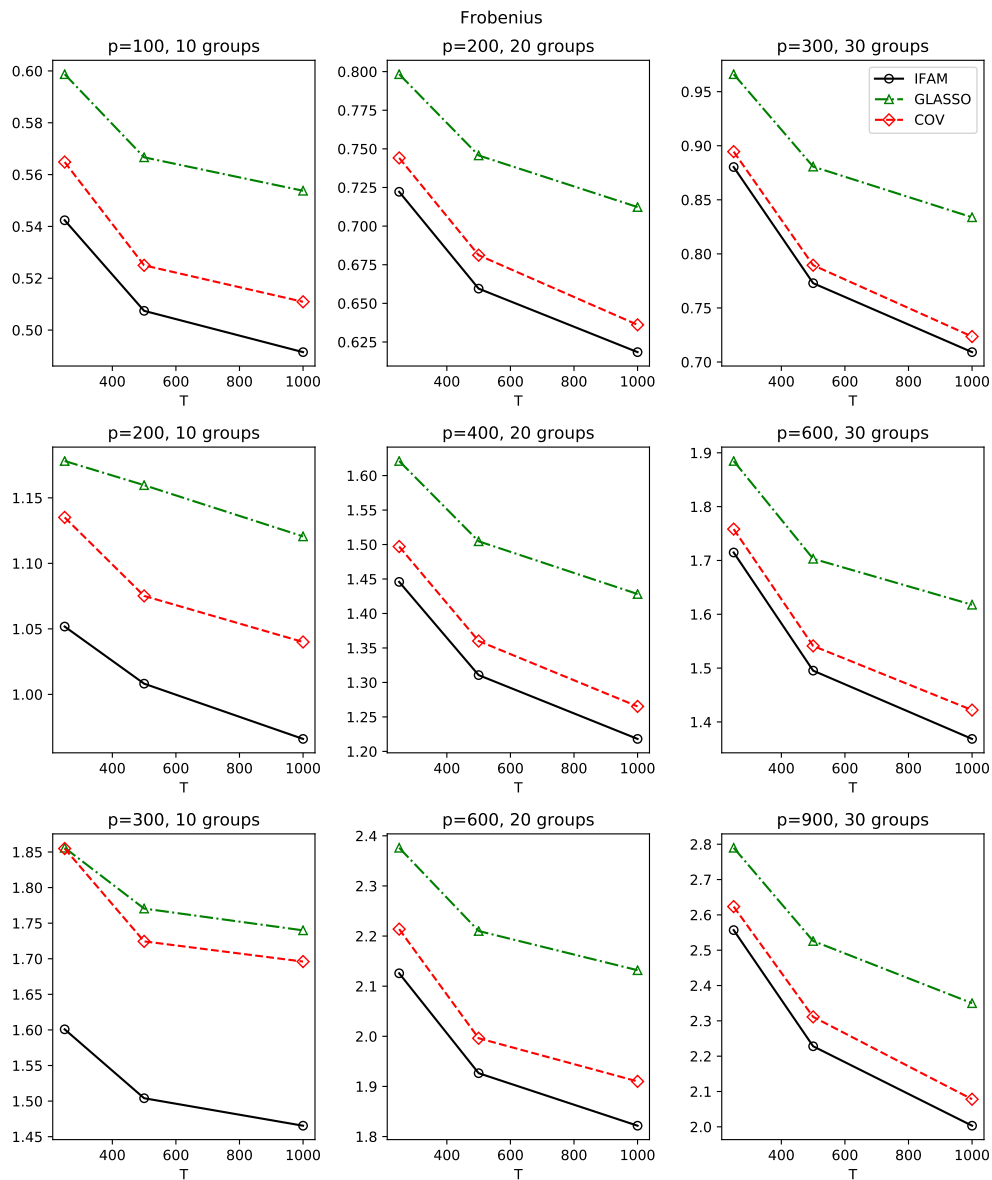 Frobenius
p=100, 10 groups
0.60
0.58
0.56
0.54
0.52
0.50
400 600 800 1000
T
p=200, 20 groups
0.800
0.775
0.750
0.725
0.700
0.675
0.650
0.625
400 600 800 1000
T
p=300, 30 groups
IFAM
GLASSO
COV
0.95
0.90
0.85
0.80
0.75
0.70
400 600 800 1000
T
p=200, 10 groups
1.15
1.10
1.05
1.00
400 600 800 1000
T
p=400, 20 groups
1.60
1.55
1.50
1.45
1.40
1.35
1.30
1.25
1.20
400 600 800 1000
T
p=600, 30 groups
1.9
1.8
1.7
1.6
1.5
1.4
400 600 800 1000
T
p=300, 10 groups
1.85
1.80
1.75
1.70
1.65
1.60
1.55
1.50
1.45
400 600 800 1000
T
p=600, 20 groups
2.4
2.3
2.2
2.1
2.0
1.9
1.8
400 600 800 1000
T
p=900, 30 groups
2.8
2.7
2.6
2.5
2.4
2.3
2.2
2.1
2.0
400 600 800 1000
T